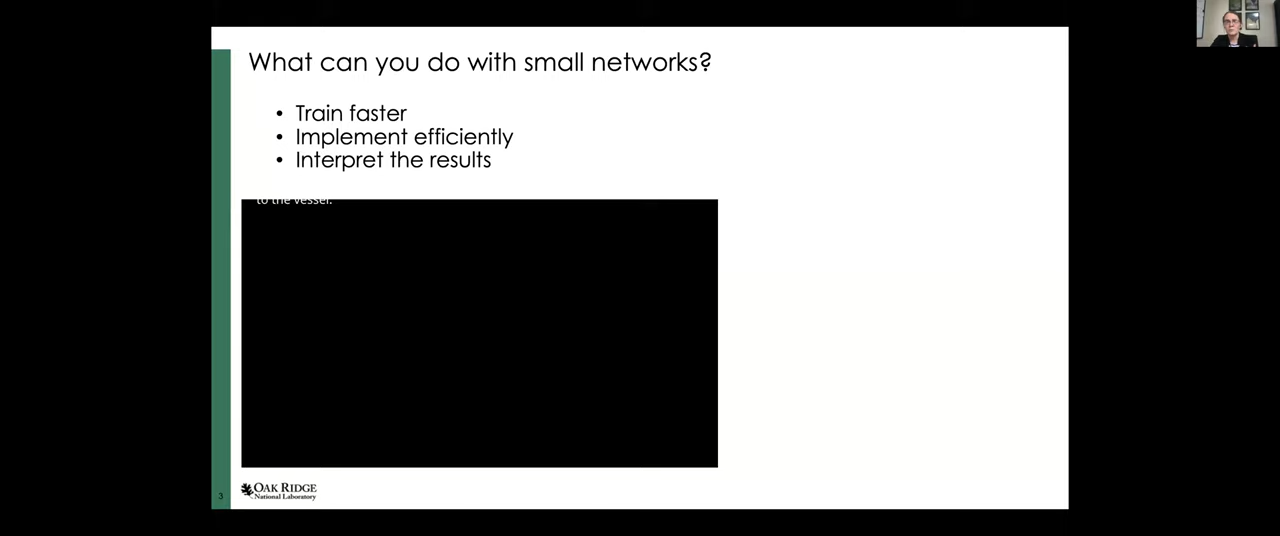 What can you do with small networks?
• Train faster
• Implement efficiently
• Interpret the results
to the vessel.
3
OAK RIDGE
National Laboratory